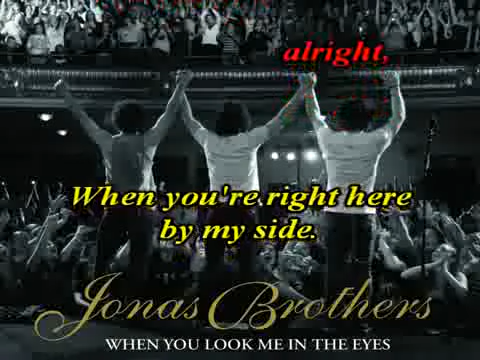 alright,
When you're right here
by my side.
Jonas Brothers
WHEN YOU LOOK ME IN THE EYES